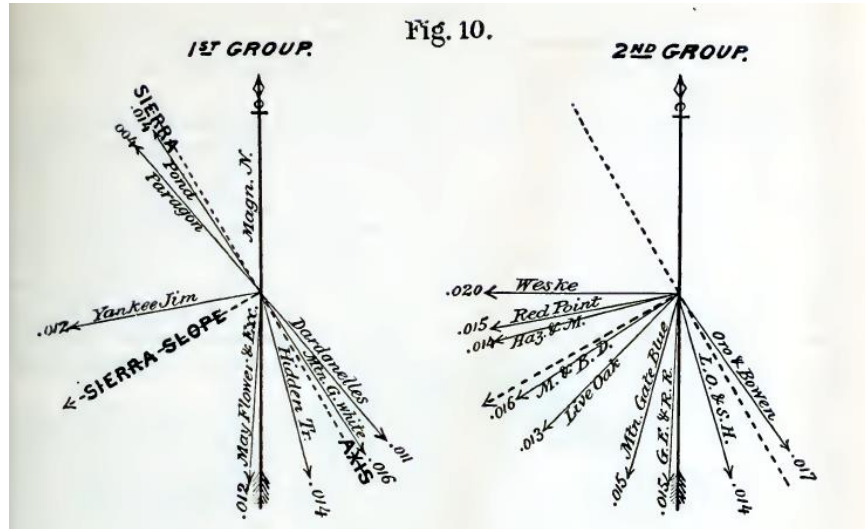 Fig. 10.
1ST GROUP.
SIERRA
.014
Pond
.004
Paragon
Magn. N.
Yankee Jim
.012
SIERRA-SLOPE
May Flower & Exc.
.012
Hidden Tr.
.014
Dardanelles
.011
Mtn. G. white
.016
AXIS
2ND GROUP.
Weske
.020
Red Point
.015
Haz. & M.
.014
M. & B. D.
.016
Live Oak
.013
Mtn. Gate Blue
.015
G. E. & R. R.
.015
L. O. & S. H.
.014
Oro & Bowen
.017